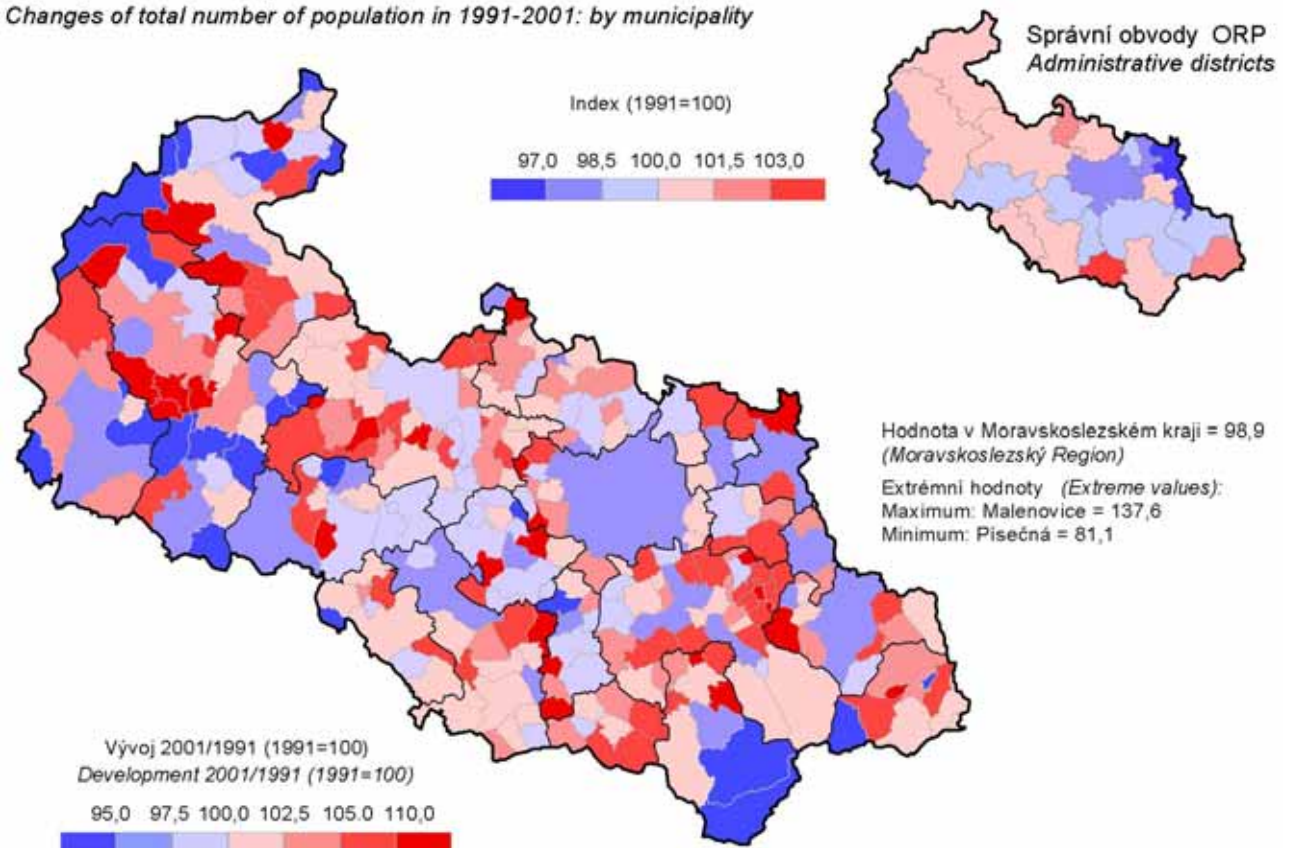 Changes of total number of population in 1991-2001: by municipality
Správní obvody ORP
Administrative districts
Index (1991=100)
97,0 98,5 100,0 101,5 103,0
Hodnota v Moravskoslezském kraji = 98,9
(Moravskoslezský Region)
Extrémní hodnoty (Extreme values):
Maximum: Malenovice = 137,6
Minimum: Písečná = 81,1
Vývoj 2001/1991 (1991=100)
Development 2001/1991 (1991=100)
95,0 97,5 100,0 102,5 105.0 110,0